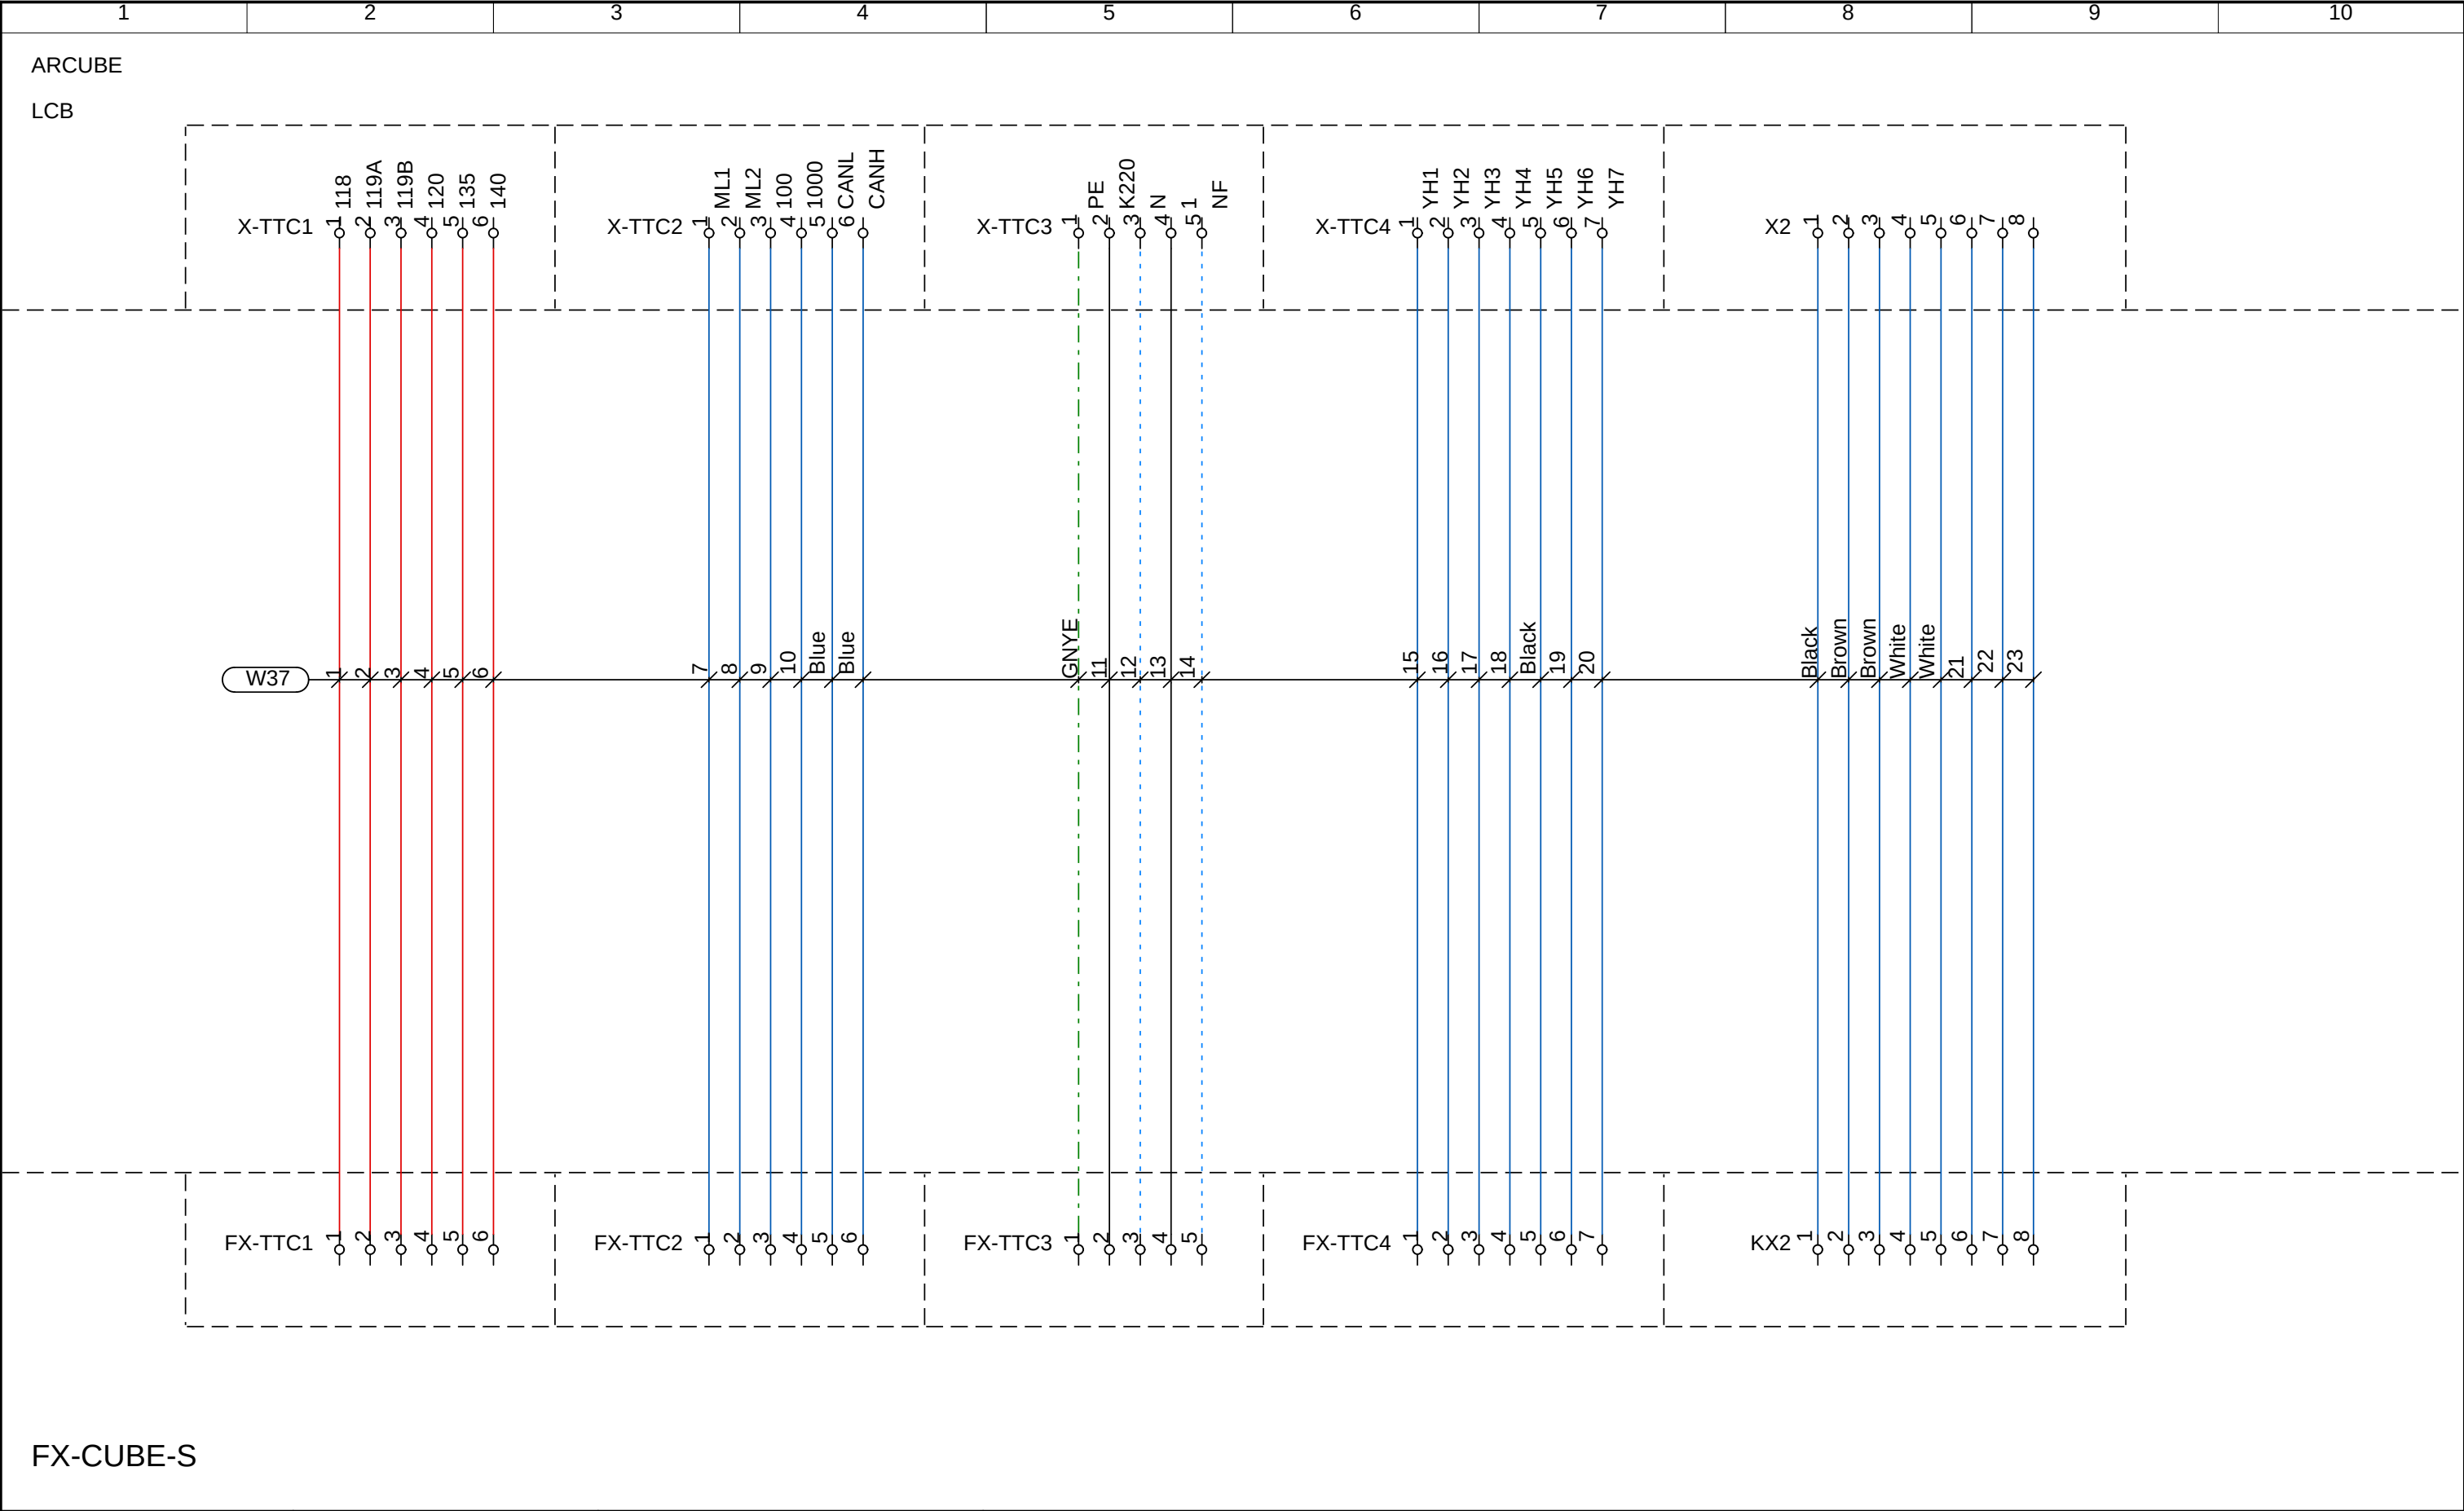 1 2 3 4 5 6 7 8 9 10
ARCUBE
LCB
118 119A 119B 120 135 140
ML1 ML2 100 1000 CANL CANH
PE K220 N 1 NF
YH1 YH2 YH3 YH4 YH5 YH6 YH7
X-TTC1 1 2 3 4 5 6
X-TTC2 1 2 3 4 5 6
X-TTC3 1 2 3 4 5
X-TTC4 1 2 3 4 5 6 7
X2 1 2 3 4 5 6 7 8
W37 1 2 3 4 5 6 7 8 9 10 Blue Blue GNYE 11 12 13 14 15 16 17 18 Black 19 20 Black Brown Brown White White 21 22 23
FX-TTC1 1 2 3 4 5 6
FX-TTC2 1 2 3 4 5 6
FX-TTC3 1 2 3 4 5
FX-TTC4 1 2 3 4 5 6 7
KX2 1 2 3 4 5 6 7 8
FX-CUBE-S